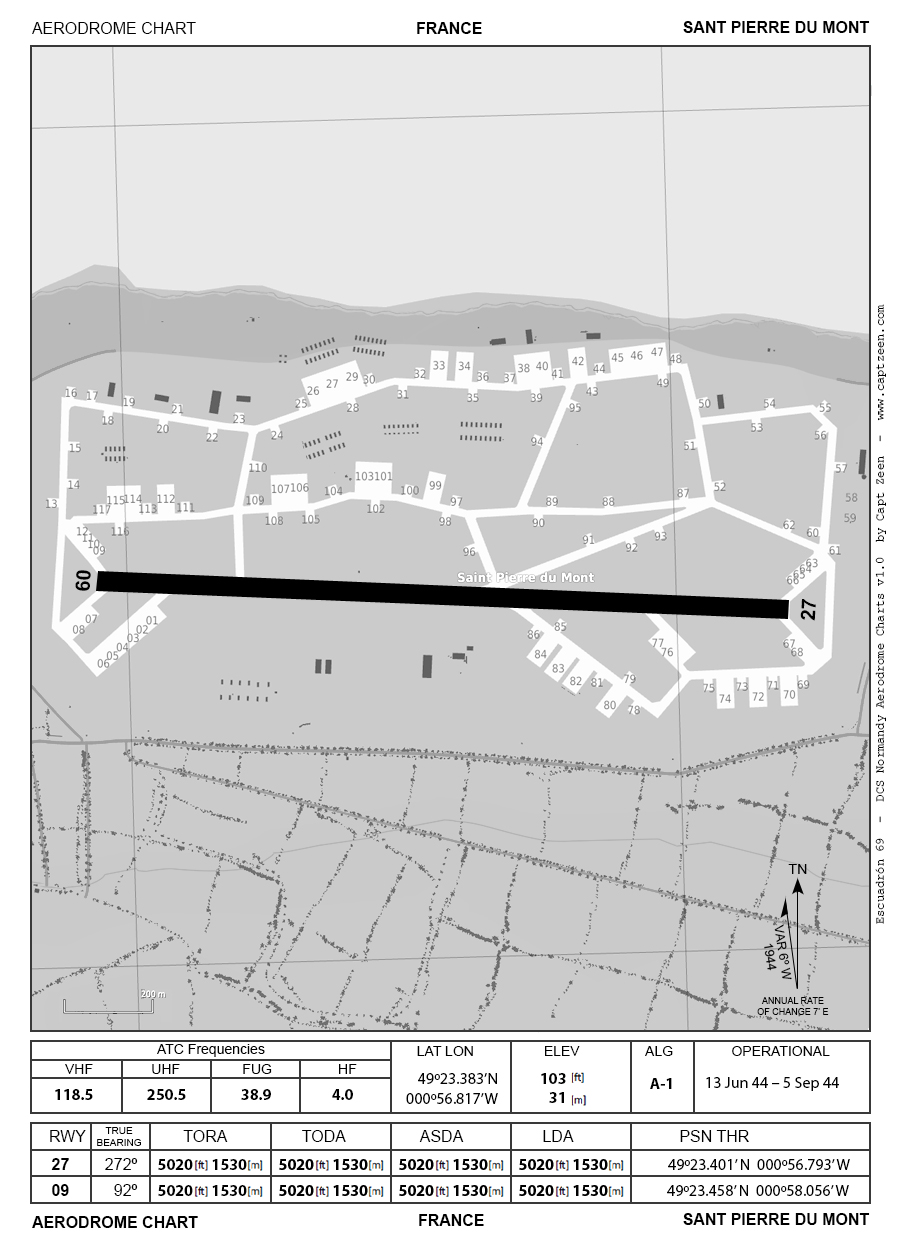 AERODROME CHART FRANCE SANT PIERRE DU MONT
33 34 38 40 42 45 46 47 48
32 36 37 41 44 49
26 27 29 30 31 35 39 43
16 17 19 21 23 25 28 95 50 54 55
18 20 22 24 53 56
15 110 94 51 57
14 107 106 103 101 99 87 52 58
13 115 114 112 109 104 100 97 89 88 59
117 113 111 108 105 102 98 90 62 60
12 116 96 91 92 93 61
11 10 09 63 64 65 66
Saint Pierre du Mont
09 27
07 01 86 85 77 67
08 02 03 84 76 68
04 05 06 83 82 81 79 75 73 71 69
80 78 74 72 70
TN
VAR 6º W
1944
ANNUAL RATE
OF CHANGE 7' E
200 m
Escuadrón 69 - DCS Normandy Aerodrome Charts v1.0 by Capt Zeen - www.captzeen.com
ATC Frequencies LAT LON ELEV ALG OPERATIONAL
VHF UHF FUG HF
118.5 250.5 38.9 4.0
49º23.383'N 103 [ft] A-1 13 Jun 44 – 5 Sep 44
000º56.817'W 31 [m]
RWY TRUE BEARING TORA TODA ASDA LDA PSN THR
27 272º 5020[ft] 1530[m] 5020[ft] 1530[m] 5020[ft] 1530[m] 5020[ft] 1530[m] 49º23.401'N 000º56.793'W
09 92º 5020[ft] 1530[m] 5020[ft] 1530[m] 5020[ft] 1530[m] 5020[ft] 1530[m] 49º23.458'N 000º58.056'W
AERODROME CHART FRANCE SANT PIERRE DU MONT